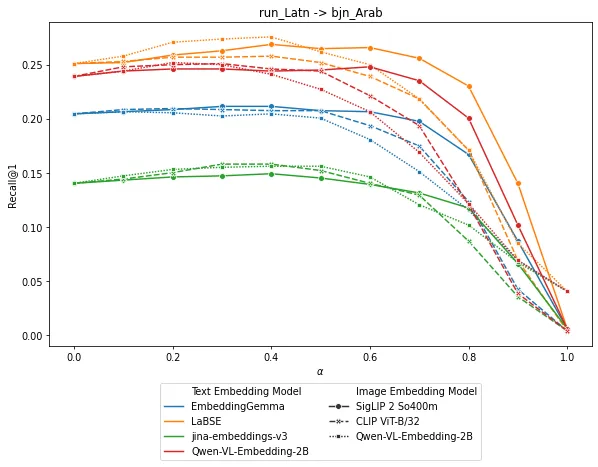 run_Latn -> bjn_Arab
Recall@1
0.25
0.20
0.15
0.10
0.05
0.00
0.0 0.2 0.4 0.6 0.8 1.0
α
Text Embedding Model Image Embedding Model
EmbeddingGemma SigLIP 2 So400m
LaBSE CLIP ViT-B/32
jina-embeddings-v3 Qwen-VL-Embedding-2B
Qwen-VL-Embedding-2B